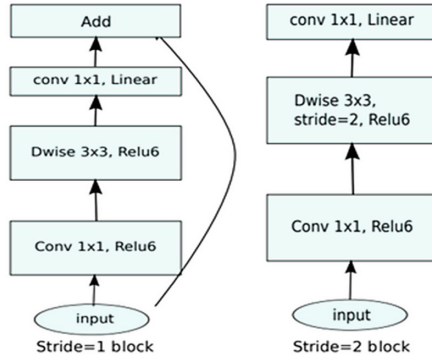 Add
conv 1x1, Linear
Dwise 3x3, Relu6
Conv 1x1, Relu6
input
Stride=1 block
conv 1x1, Linear
Dwise 3x3,
stride=2, Relu6
Conv 1x1, Relu6
input
Stride=2 block